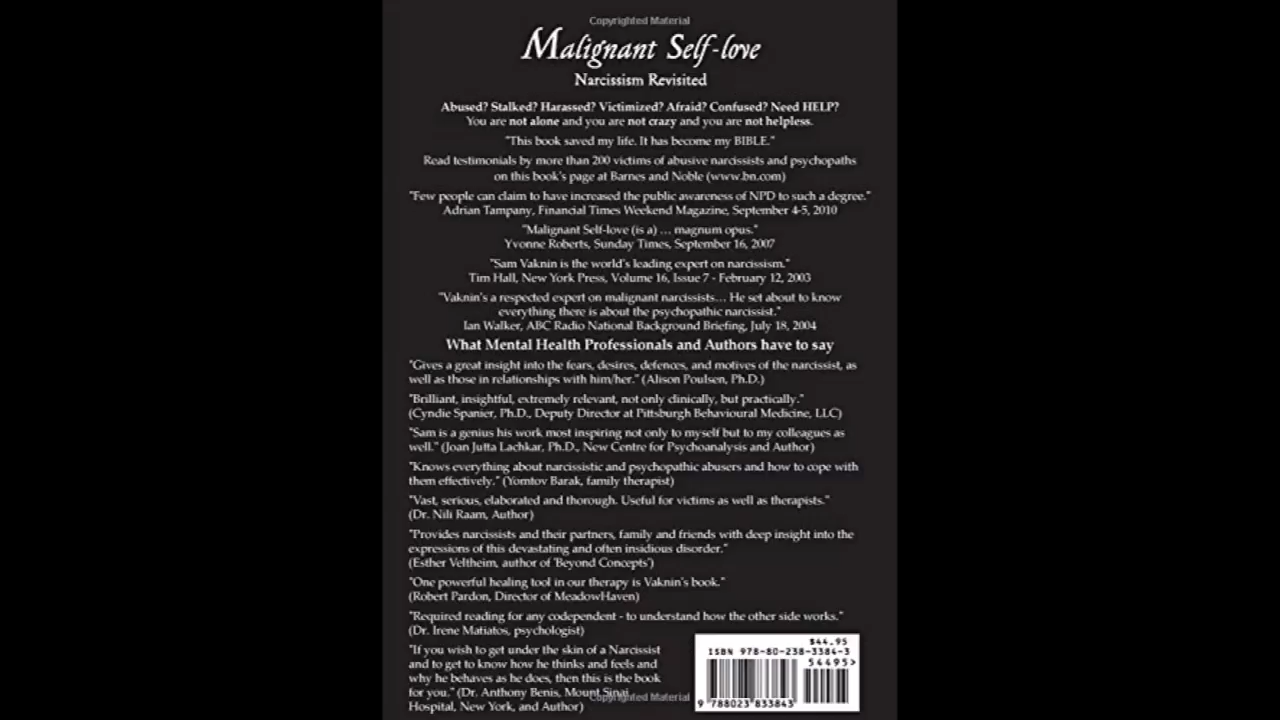 Copyrighted Material
Malignant Self-love
Narcissism Revisited
Abused? Stalked? Harassed? Victimized? Afraid? Confused? Need HELP?
You are not alone and you are not crazy and you are not helpless.
"This book saved my life. It has become my BIBLE."
Read testimonials by more than 200 victims of abusive narcissists and psychopaths
on this book's page at Barnes and Noble (www.bn.com)
"Few people can claim to have increased the public awareness of NPD to such a degree."
Adrian Tampany, Financial Times Weekend Magazine, September 4-5, 2010
"Malignant Self-love (is a) ... magnum opus."
Yvonne Roberts, Sunday Times, September 16, 2007
"Sam Vaknin is the world's leading expert on narcissism."
Tim Hall, New York Press, Volume 16, Issue 7 - February 12, 2003
"Vaknin's a respected expert on malignant narcissists... He set about to know
everything there is about the psychopathic narcissist."
Ian Walker, ABC Radio National Background Briefing, July 18, 2004
What Mental Health Professionals and Authors have to say
"Gives a great insight into the fears, desires, defences, and motives of the narcissist, as
well as those in relationships with him/her." (Alison Poulsen, Ph.D.)
"Brilliant, insightful, extremely relevant, not only clinically, but practically."
(Cyndie Spanier, Ph.D., Deputy Director at Pittsburgh Behavioural Medicine, LLC)
"Sam is a genius his work most inspiring not only to myself but to my colleagues as
well." (Joan Jutta Lachkar, Ph.D., New Centre for Psychoanalysis and Author)
"Knows everything about narcissistic and psychopathic abusers and how to cope with
them effectively." (Yomtov Barak, family therapist)
"Vast, serious, elaborated and thorough. Useful for victims as well as therapists."
(Dr. Nili Raam, Author)
"Provides narcissists and their partners, family and friends with deep insight into the
expressions of this devastating and often insidious disorder."
(Esther Veltheim, author of 'Beyond Concepts')
"One powerful healing tool in our therapy is Vaknin's book."
(Robert Pardon, Director of MeadowHaven)
"Required reading for any codependent - to understand how the other side works."
(Dr. Irene Matiatos, psychologist)
"If you wish to get under the skin of a Narcissist
and to get to know how he thinks and feels and
why he behaves as he does, then this is the book
for you." (Dr. Anthony Benis, Mount Sinai
Hospital, New York, and Author)
Copyrighted Material
$44.95
ISBN 978-80-238-3384-3
54495>
9 788023 833843